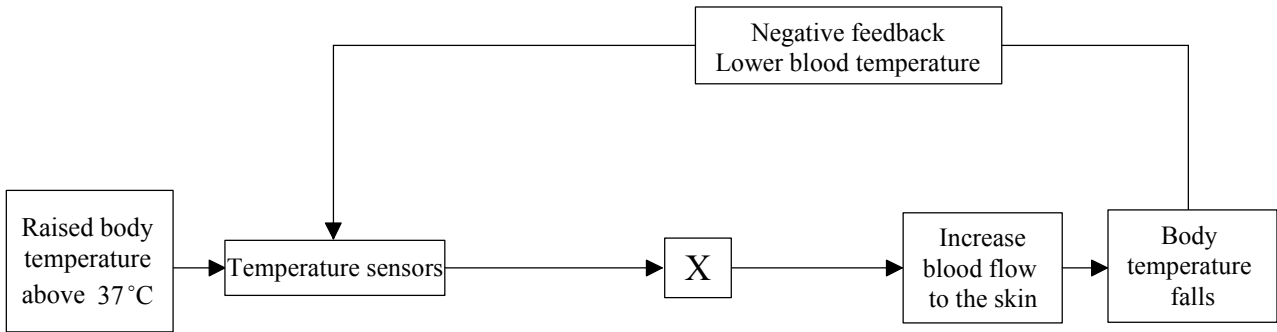 Negative feedback
Lower blood temperature
Raised body
temperature
above 37°C
Temperature sensors
X
Increase
blood flow
to the skin
Body
temperature
falls